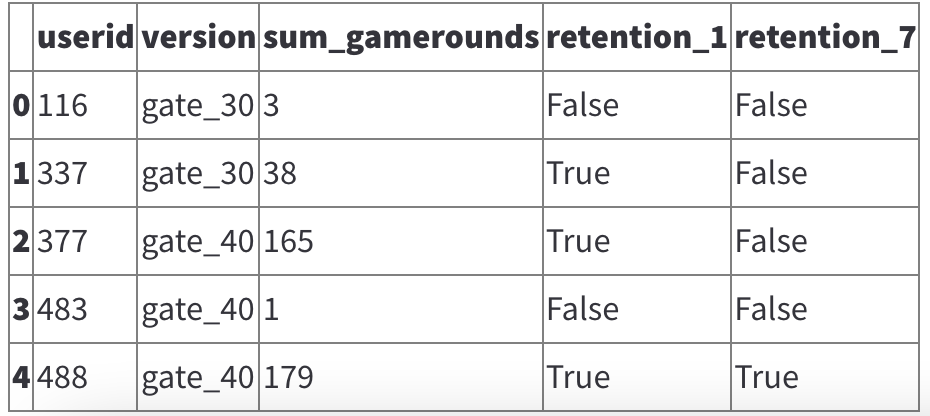 userid version sum_gamerounds retention_1 retention_7
0 116 gate_30 3 False False
1 337 gate_30 38 True False
2 377 gate_40 165 True False
3 483 gate_40 1 False False
4 488 gate_40 179 True True